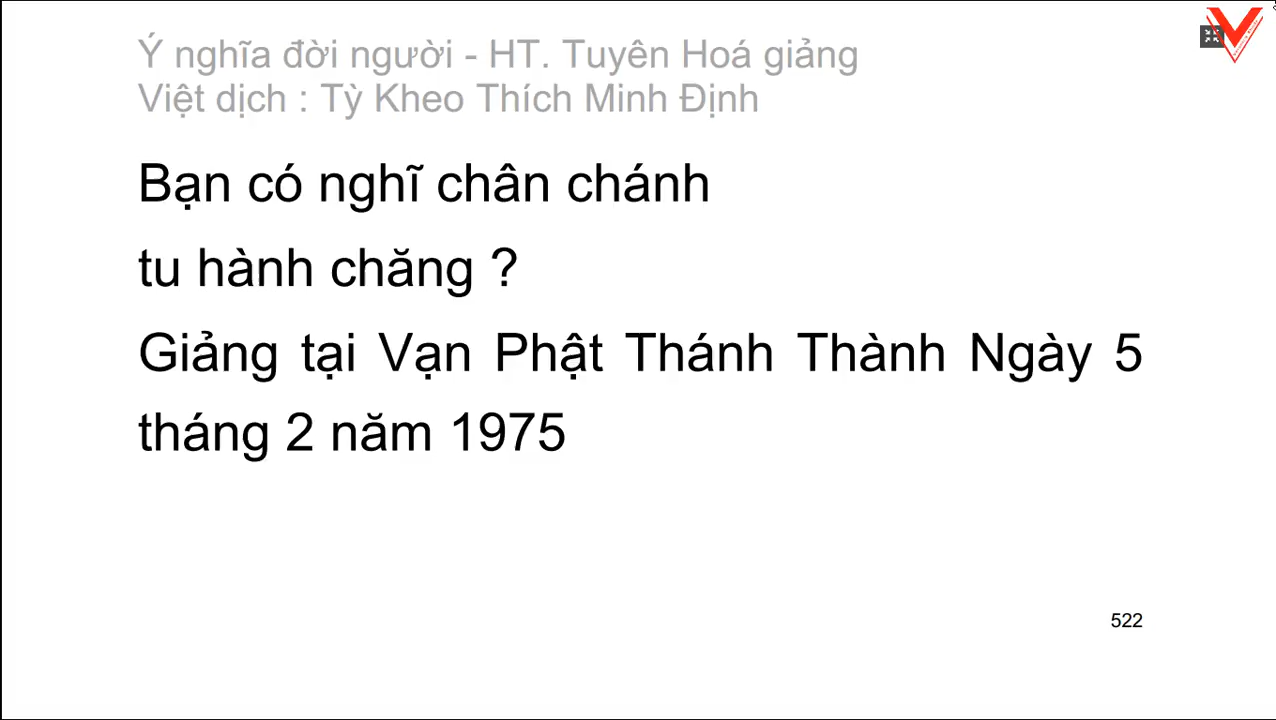 Ý nghĩa đời người - HT. Tuyên Hoá giảng
Việt dịch : Tỳ Kheo Thích Minh Định
Bạn có nghĩ chân chánh
tu hành chăng ?
Giảng tại Vạn Phật Thánh Thành Ngày 5
tháng 2 năm 1975
522